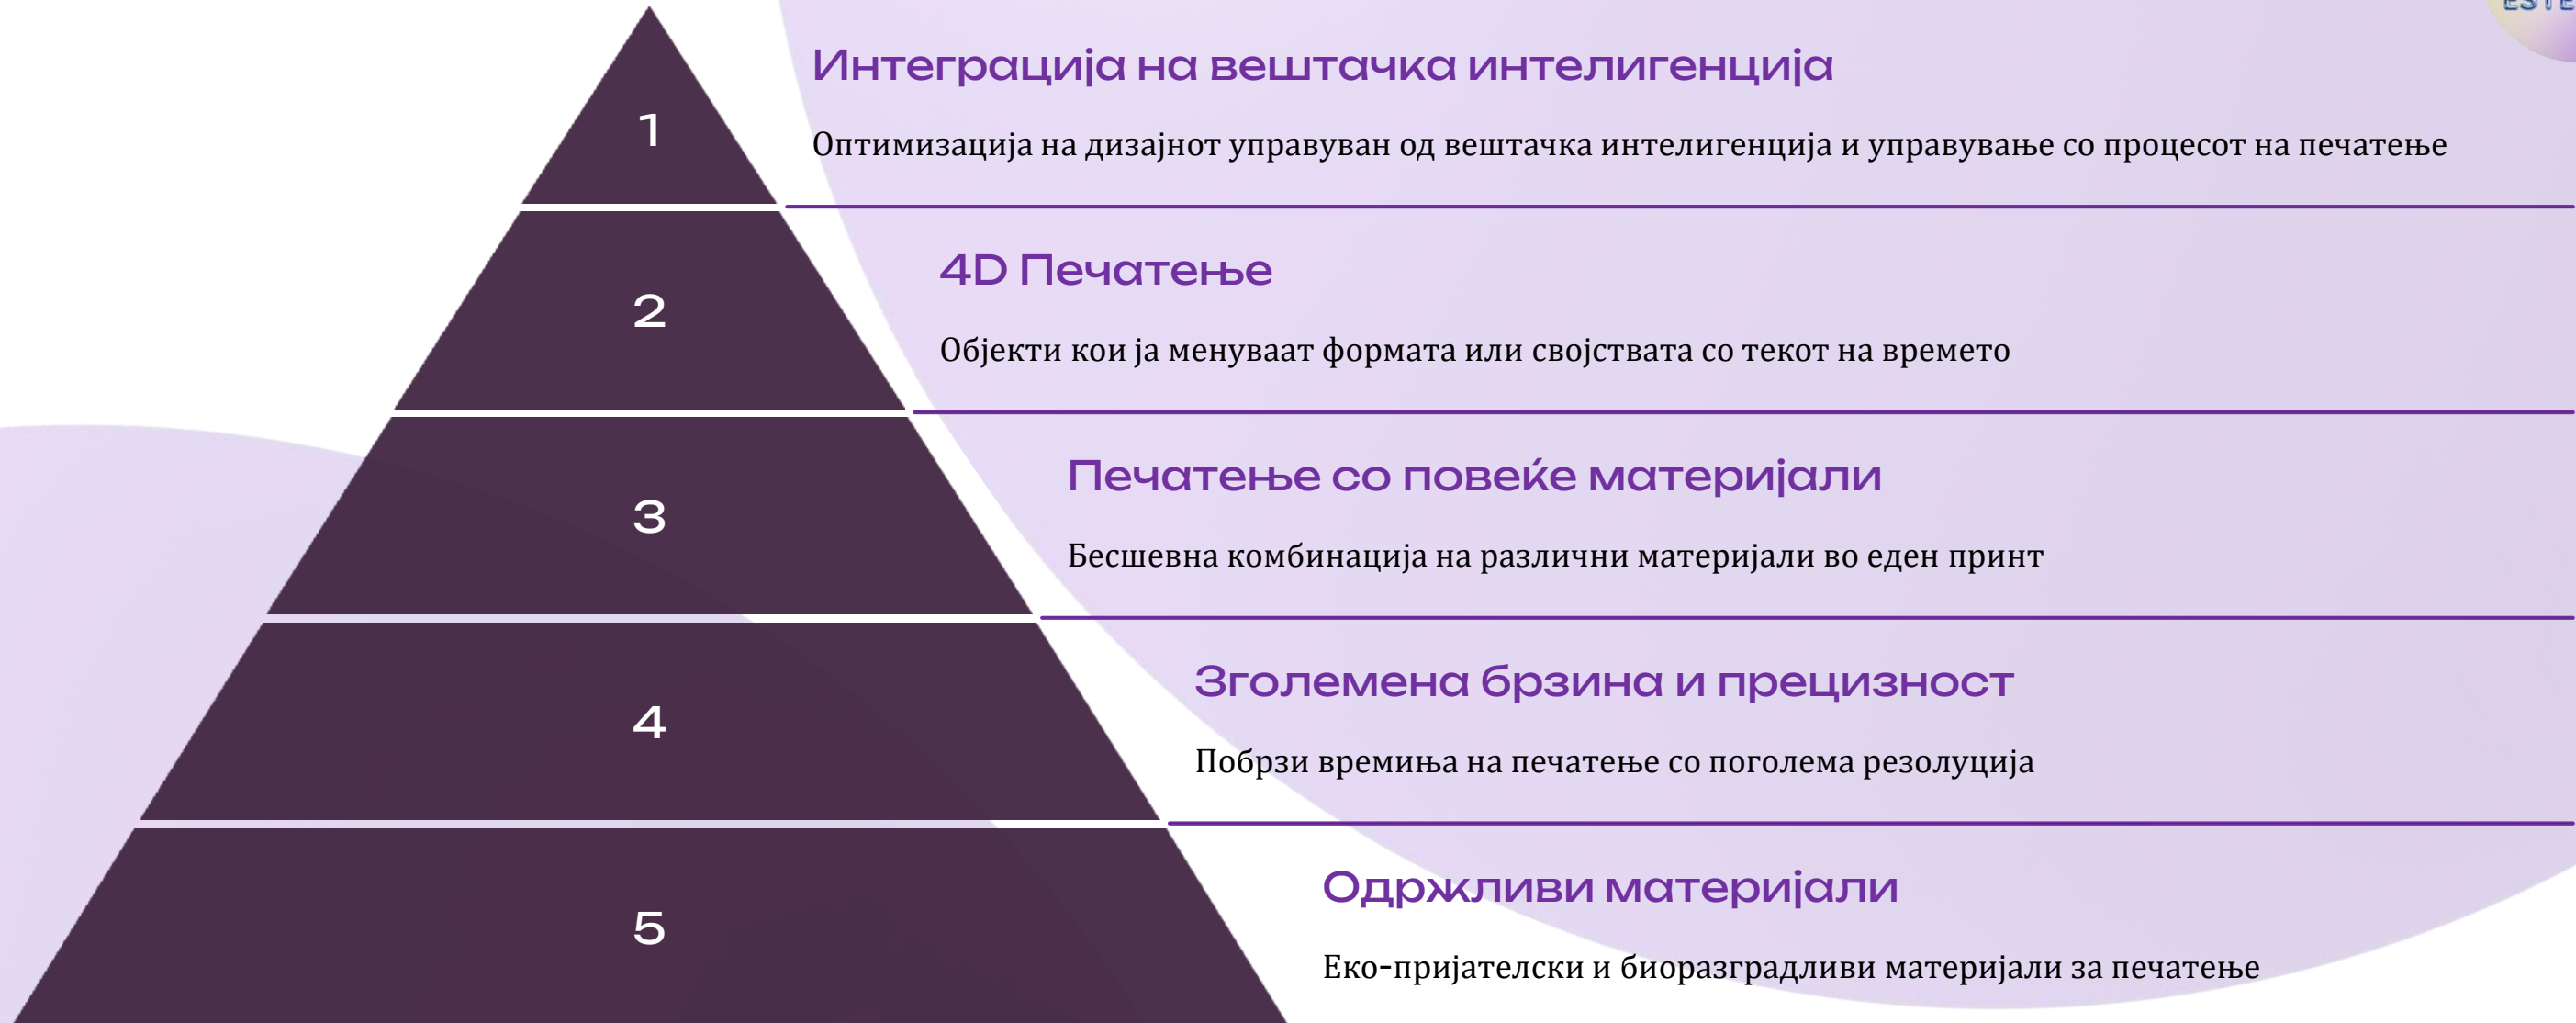 Интеграција на вештачка интелигенција
1
Оптимизација на дизајнот управуван од вештачка интелигенција и управување со процесот на печатење
4D Печатење
2
Објекти кои ја менуваат формата или својствата со текот на времето
Печатење со повеќе материјали
3
Бесшевна комбинација на различни материјали во еден принт
Зголемена брзина и прецизност
4
Побрзи времиња на печатење со поголема резолуција
Одржливи материјали
5
Еко-пријателски и биоразградливи материјали за печатење